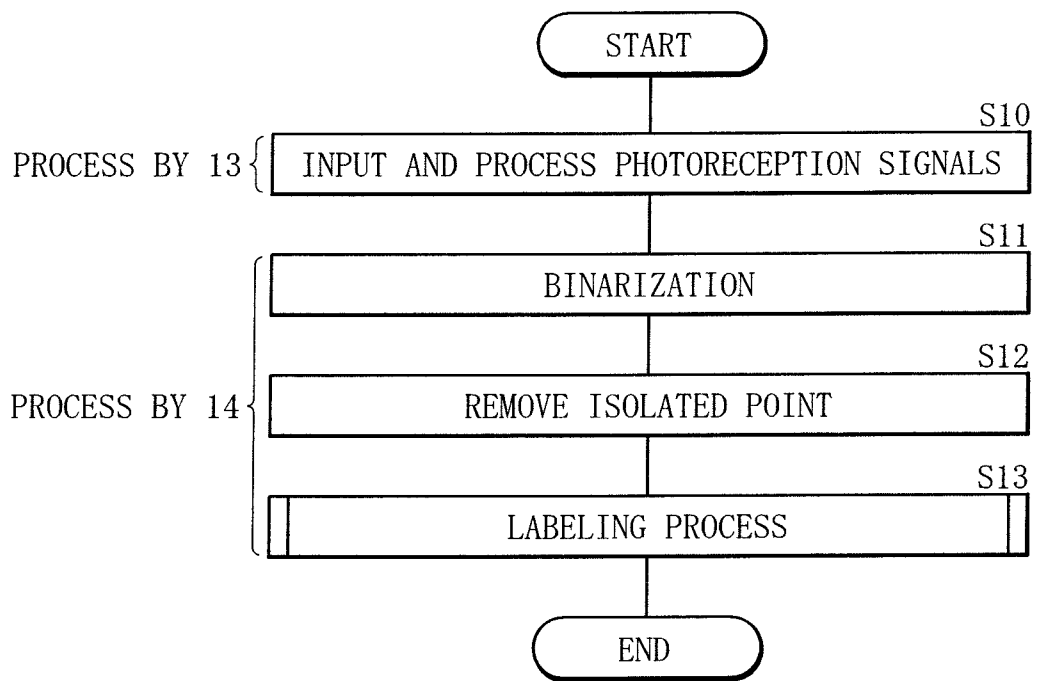 START
S10
PROCESS BY 13
INPUT AND PROCESS PHOTORECEPTION SIGNALS
S11
BINARIZATION
S12
PROCESS BY 14
REMOVE ISOLATED POINT
S13
LABELING PROCESS
END